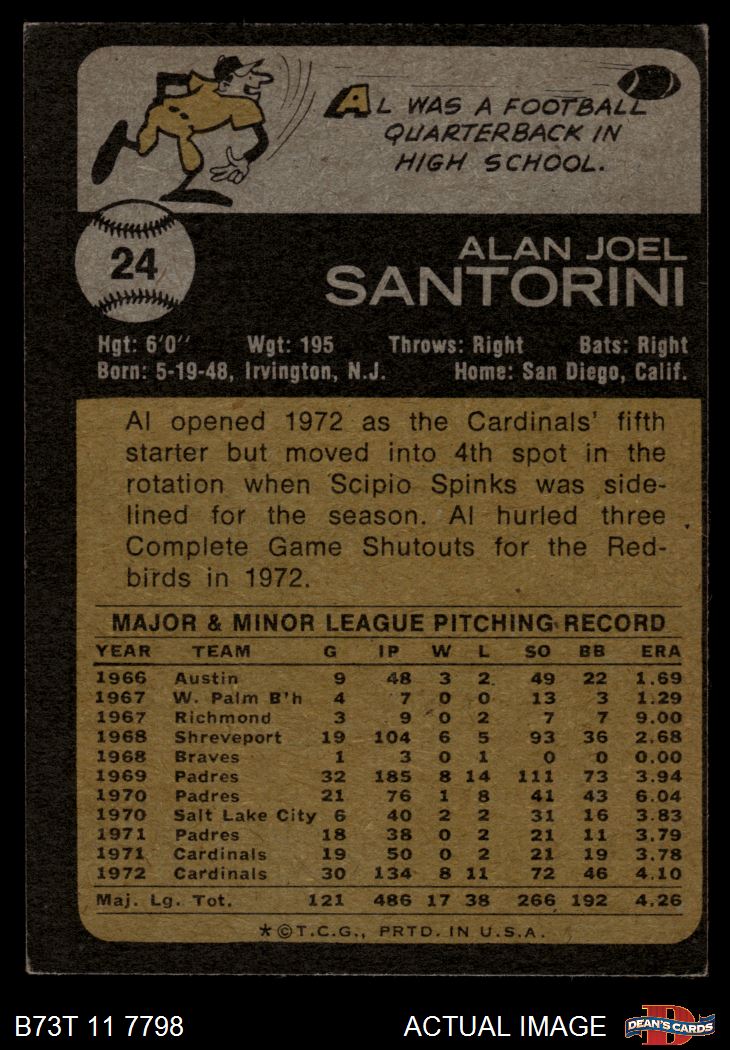 AL WAS A FOOTBALL
QUARTERBACK IN
HIGH SCHOOL.
24
ALAN JOEL
SANTORINI
Hgt: 6'0'' Wgt: 195 Throws: Right Bats: Right
Born: 5-19-48, Irvington, N.J. Home: San Diego, Calif.
Al opened 1972 as the Cardinals' fifth
starter but moved into 4th spot in the
rotation when Scipio Spinks was side-
lined for the season. Al hurled three
Complete Game Shutouts for the Red-
birds in 1972.
MAJOR & MINOR LEAGUE PITCHING RECORD
YEAR TEAM G IP W L SO BB ERA
1966 Austin 9 48 3 2 49 22 1.69
1967 W. Palm B'h 4 7 0 0 13 3 1.29
1967 Richmond 3 9 0 2 7 7 9.00
1968 Shreveport 19 104 6 5 93 36 2.68
1968 Braves 1 3 0 1 0 0 0.00
1969 Padres 32 185 8 14 111 73 3.94
1970 Padres 21 76 1 8 41 43 6.04
1970 Salt Lake City 6 40 2 2 31 16 3.83
1971 Padres 18 38 0 2 21 11 3.79
1971 Cardinals 19 50 0 2 21 19 3.78
1972 Cardinals 30 134 8 11 72 46 4.10
Maj. Lg. Tot. 121 486 17 38 266 192 4.26
*©T.C.G., PRTD. IN U.S.A.
B73T 11 7798 ACTUAL IMAGE D DEAN'S CARDS